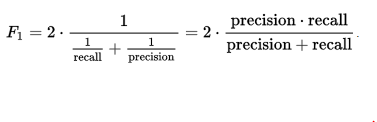 F₁ = 2 · 1 / (1/recall + 1/precision) = 2 · (precision · recall) / (precision + recall).